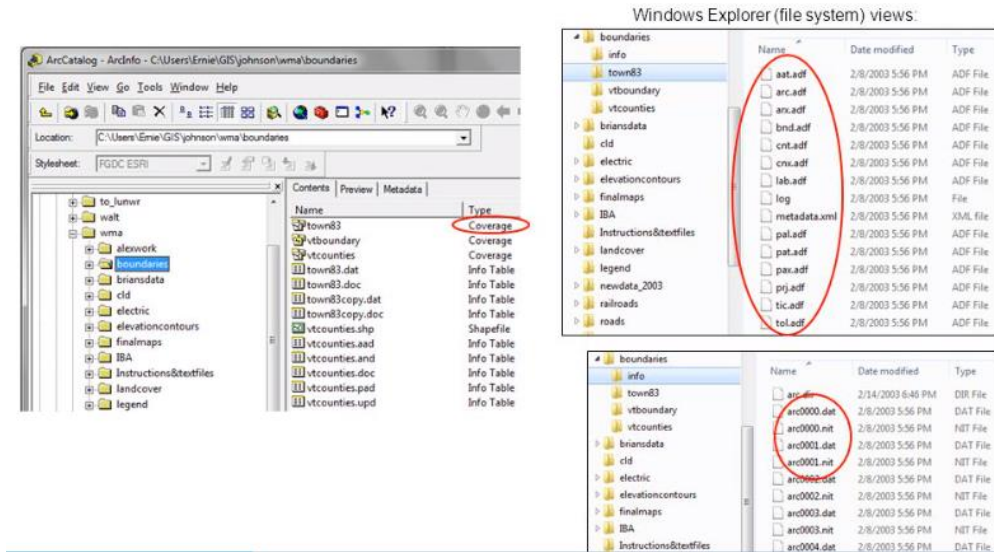 Windows Explorer (file system) views:
ArcCatalog - ArcInfo - C:\Users\Ernie\GIS\johnson\wma\boundaries
File Edit View Go Tools Window Help
Location: C:\Users\Ernie\GIS\johnson\wma\boundaries
Stylesheet: FGDC ESRI
to_lunwr
walt
wma
alexwork
boundaries
briansdata
cld
electric
elevationcontours
finalmaps
IBA
Instructions&textfiles
landcover
legend
Contents Preview Metadata
Name Type
town83 Coverage
vtboundary Coverage
vtcounties Coverage
town83.dat Info Table
town83.doc Info Table
town83copy.dat Info Table
town83copy.doc Info Table
vtcounties.shp Shapefile
vtcounties.aad Info Table
vtcounties.and Info Table
vtcounties.doc Info Table
vtcounties.pad Info Table
vtcounties.upd Info Table
boundaries
info
town83
vtboundary
vtcounties
briansdata
cld
electric
elevationcontours
finalmaps
IBA
Instructions&textfiles
landcover
legend
newdata_2003
railroads
roads
Name Date modified Type
aat.adf 2/8/2003 5:56 PM ADF File
arc.adf 2/8/2003 5:56 PM ADF File
arx.adf 2/8/2003 5:56 PM ADF File
bnd.adf 2/8/2003 5:56 PM ADF File
cnt.adf 2/8/2003 5:56 PM ADF File
cnx.adf 2/8/2003 5:56 PM ADF File
lab.adf 2/8/2003 5:56 PM ADF File
log 2/8/2003 5:56 PM File
metadata.xml 2/8/2003 5:56 PM XML file
pal.adf 2/8/2003 5:56 PM ADF File
pat.adf 2/8/2003 5:56 PM ADF File
pax.adf 2/8/2003 5:56 PM ADF File
prj.adf 2/8/2003 5:56 PM ADF File
tic.adf 2/8/2003 5:56 PM ADF File
tol.adf 2/8/2003 5:56 PM ADF File
boundaries
info
town83
vtboundary
vtcounties
briansdata
cld
electric
elevationcontours
finalmaps
IBA
Instructions&textfiles
Name Date modified Type
arc.dir 2/14/2003 6:46 PM DIR File
arc0000.dat 2/8/2003 5:56 PM DAT File
arc0000.nit 2/8/2003 5:56 PM NIT File
arc0001.dat 2/8/2003 5:56 PM DAT File
arc0001.nit 2/8/2003 5:56 PM NIT File
arc0002.dat 2/8/2003 5:56 PM DAT File
arc0002.nit 2/8/2003 5:56 PM NIT File
arc0003.dat 2/8/2003 5:56 PM DAT File
arc0003.nit 2/8/2003 5:56 PM NIT File
arc0004.dat 2/8/2003 5:56 PM DAT File